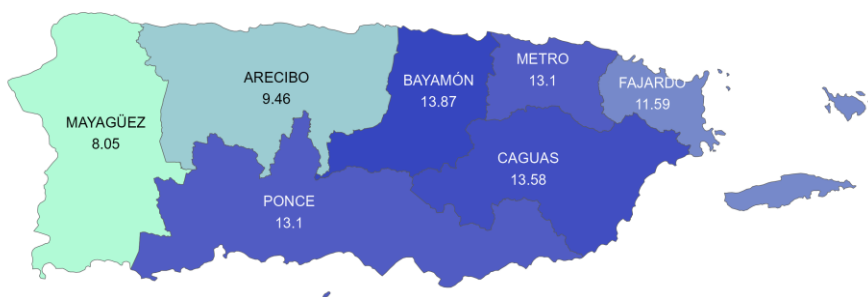 METRO
13.1
ARECIBO
9.46
BAYAMÓN
13.87
FAJARDO
11.59
MAYAGÜEZ
8.05
CAGUAS
13.58
PONCE
13.1